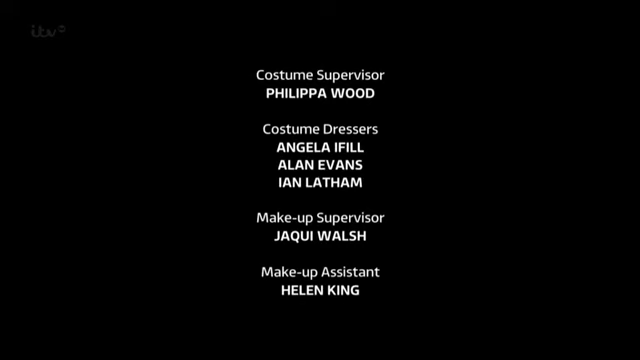 itv
Costume Supervisor
PHILIPPA WOOD
Costume Dressers
ANGELA IFILL
ALAN EVANS
IAN LATHAM
Make-up Supervisor
JAQUI WALSH
Make-up Assistant
HELEN KING